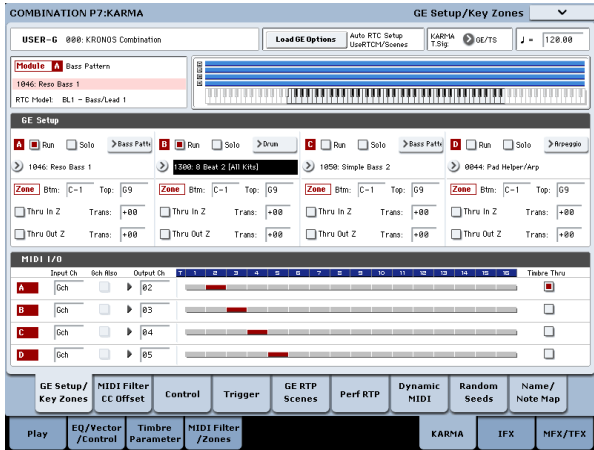 COMBINATION P7:KARMA GE Setup/Key Zones
USER-G 000: KRONOS Combination Load GE Options Auto RTC Setup UseRTCM/Scenes KARMA T.Sig: GE/TS ♩ = 120.00
Module A Bass Pattern
1046: Reso Bass 1
RTC Model: BL1 - Bass/Lead 1
GE Setup
A Run Solo >Bass Patt B Run Solo >Drum C Run Solo >Bass Patt D Run Solo >Arpeggio
1046: Reso Bass 1 1300: 8 Beat 2 [All Kits] 1050: Simple Bass 2 0044: Pad Helper/Arp
Zone Btm: C-1 Top: G9 Zone Btm: C-1 Top: G9 Zone Btm: C-1 Top: G9 Zone Btm: C-1 Top: G9
Thru In Z Trans: +00 Thru In Z Trans: +00 Thru In Z Trans: +00 Thru In Z Trans: +00
Thru Out Z Trans: +00 Thru Out Z Trans: +00 Thru Out Z Trans: +00 Thru Out Z Trans: +00
MIDI I/O
Input Ch Gch Also Output Ch T 1 2 3 4 5 6 7 8 9 10 11 12 13 14 15 16 Timbre Thru
A Gch 02
B Gch 03
C Gch 04
D Gch 05
GE Setup/ Key Zones MIDI Filter CC Offset Control Trigger GE RTP Scenes Perf RTP Dynamic MIDI Random Seeds Name/ Note Map
Play EQ/Vector /Control Timbre Parameter MIDI Filter /Zones KARMA IFX MFX/TFX